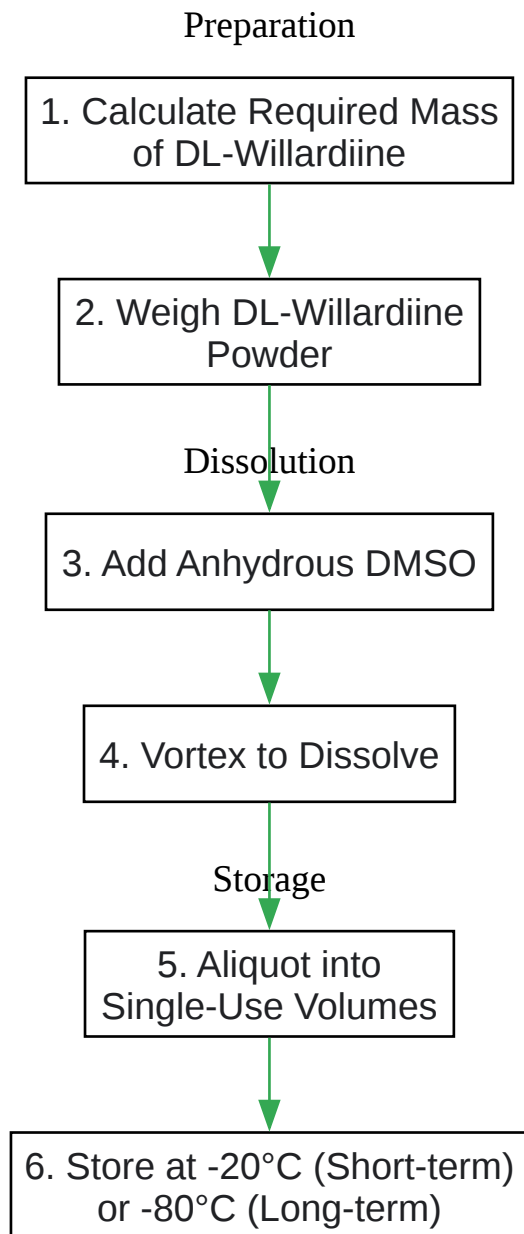 Preparation
1. Calculate Required Mass
of DL-Willardiine
2. Weigh DL-Willardiine
Powder
Dissolution
3. Add Anhydrous DMSO
4. Vortex to Dissolve
Storage
5. Aliquot into
Single-Use Volumes
6. Store at -20°C (Short-term)
or -80°C (Long-term)